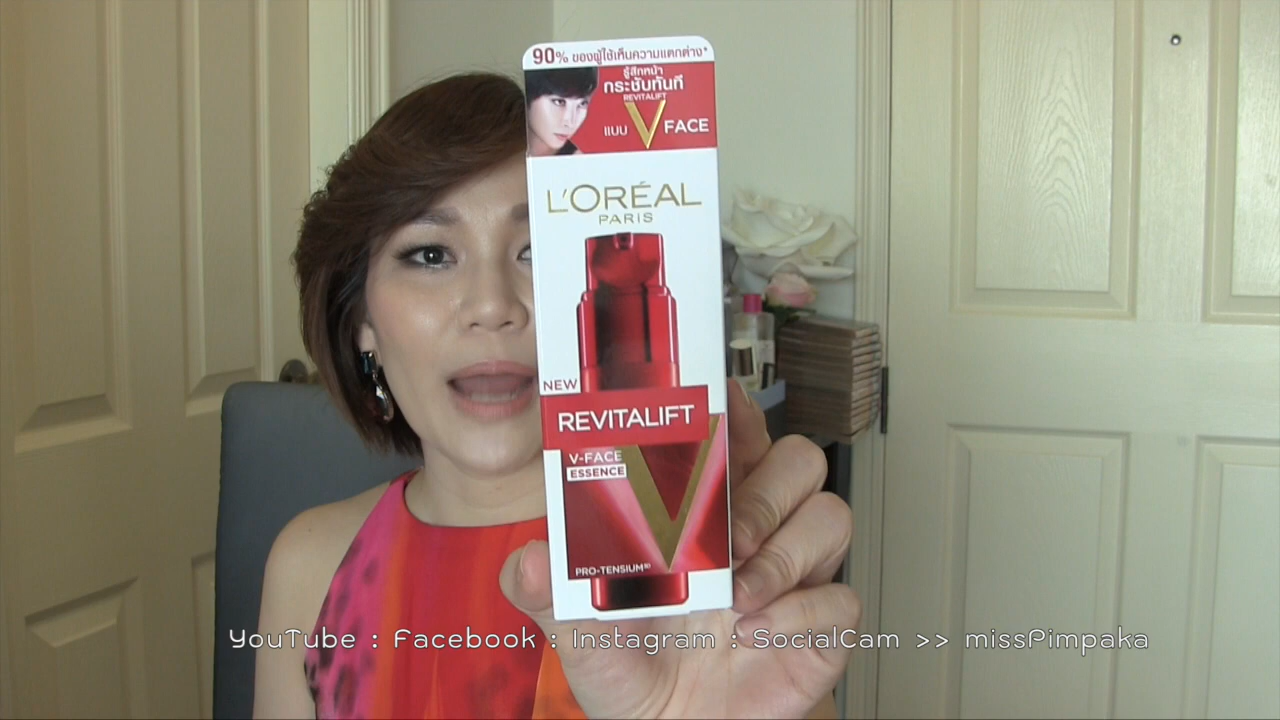 90% ของผู้ใช้เห็นความแตกต่าง*
รู้สึกหน้า
กระชับทันที
REVITALIFT
แบบ V FACE
L'ORÉAL
PARIS
NEW
REVITALIFT
V-FACE
ESSENCE
V
PRO-TENSIUM
YouTube : Facebook : Instagram : SocialCam >> missPimpaka